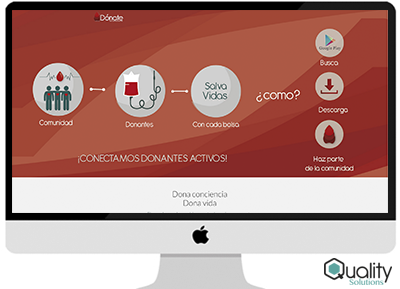 Dónate
Google Play
Busca
Salva
Vidas
¿como?
Descarga
Comunidad
Donantes
Con cada bolsa
¡CONECTAMOS DONANTES ACTIVOS!
Haz parte
de la comunidad
Dona conciencia
Dona vida
Quality
Solutions